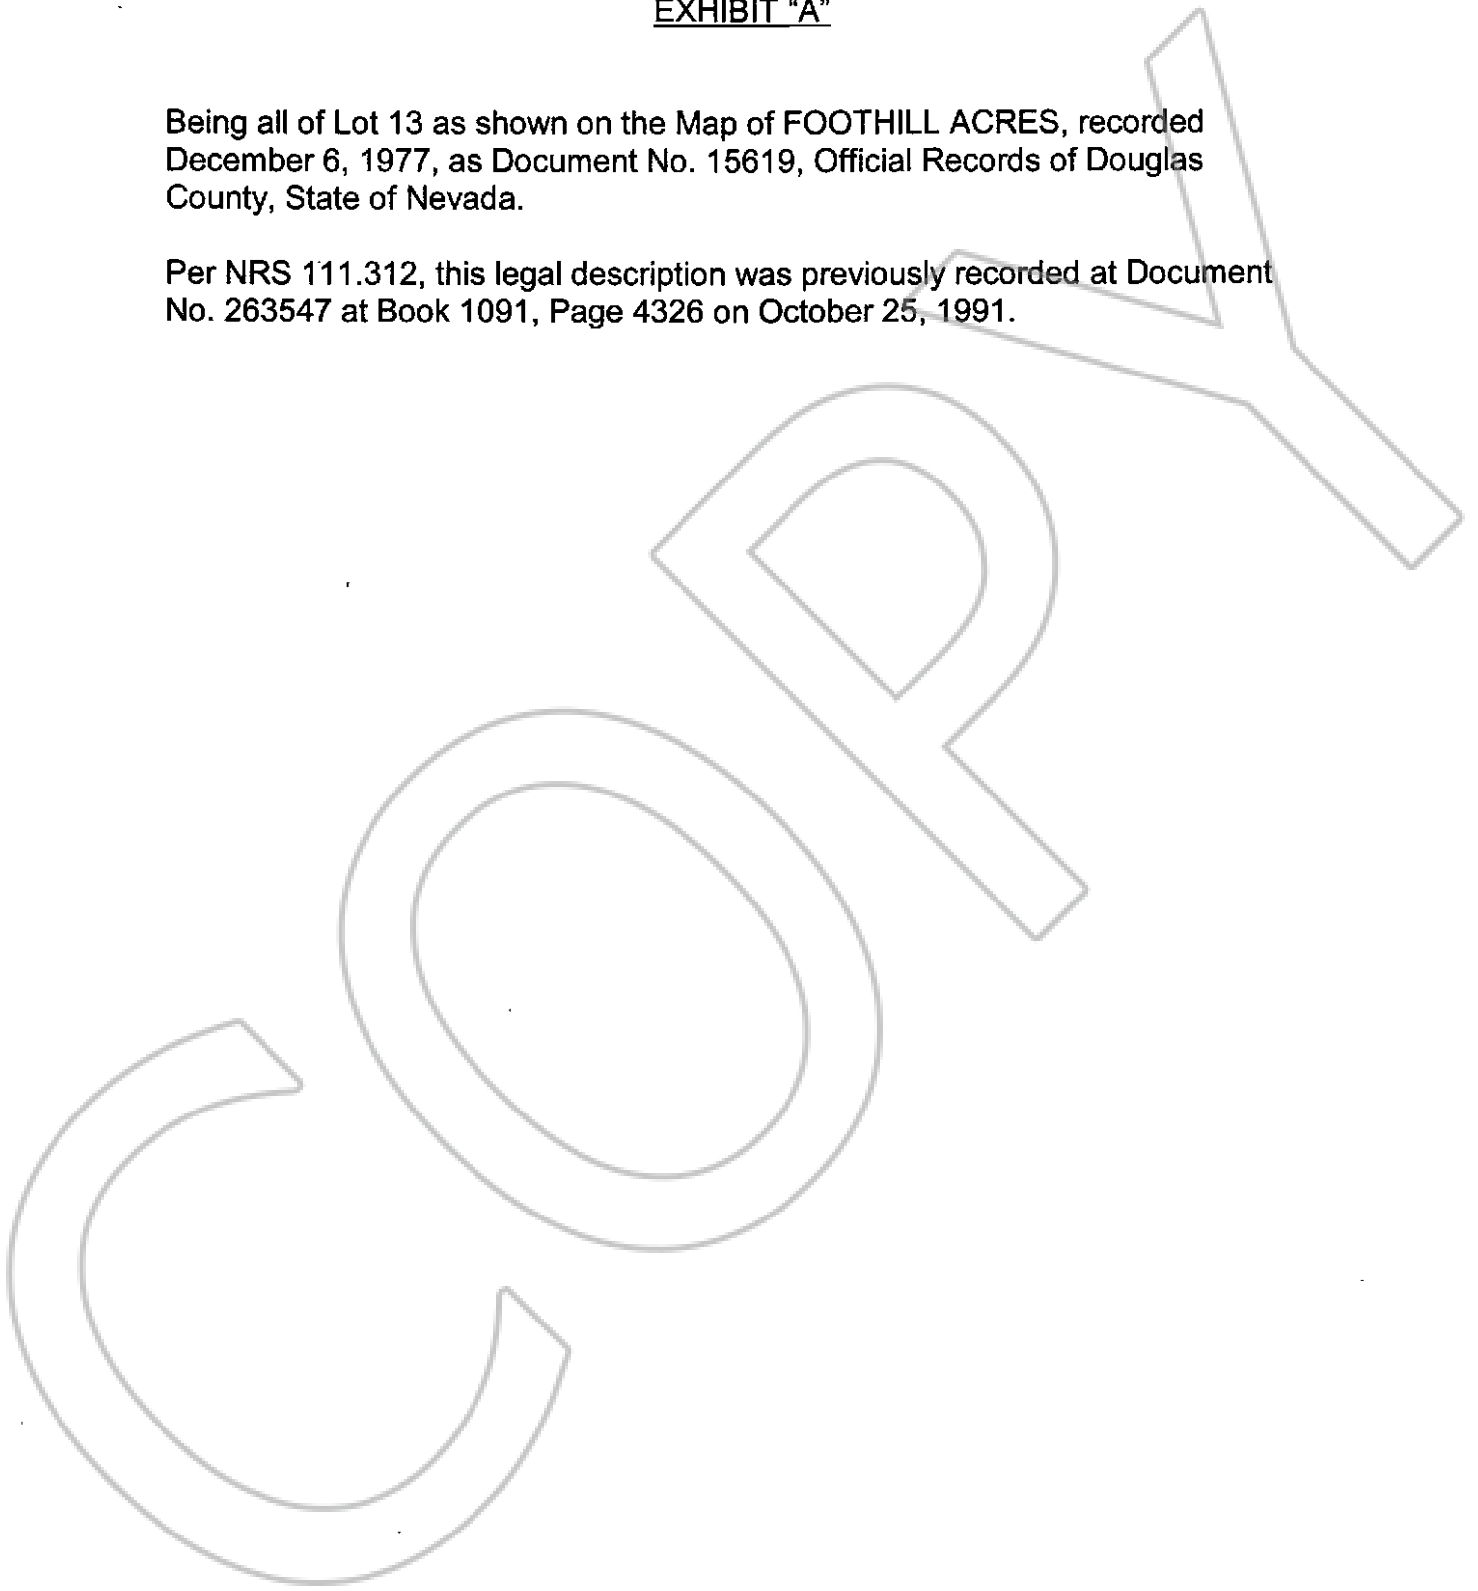 EXHIBIT "A"
Being all of Lot 13 as shown on the Map of FOOTHILL ACRES, recorded
December 6, 1977, as Document No. 15619, Official Records of Douglas
County, State of Nevada.
Per NRS 111.312, this legal description was previously recorded at Document
No. 263547 at Book 1091, Page 4326 on October 25, 1991.
COPY